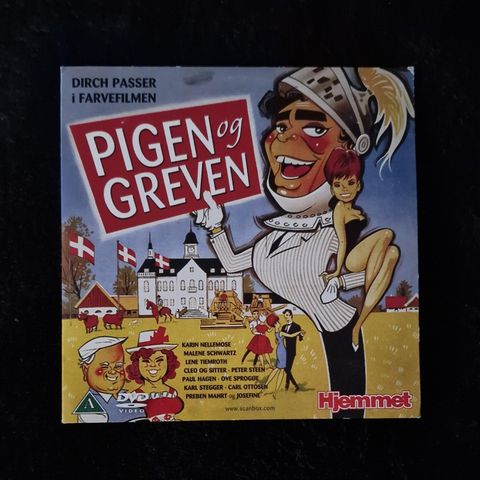 DIRCH PASSER
i FARVEFILMEN
PIGEN og
GREVEN
KARIN NELLEMOSE
MALENE SCHWARTZ
LENE TIEMROTH
CLEO OG SITTER · PETER STEEN
PAUL HAGEN · OVE SPROGØE
KARL STEGGER · CARL OTTOSEN
PREBEN MAHRT og JOSEFINE
A
DVD
VIDEO
www.scanbox.com
Hjemmet